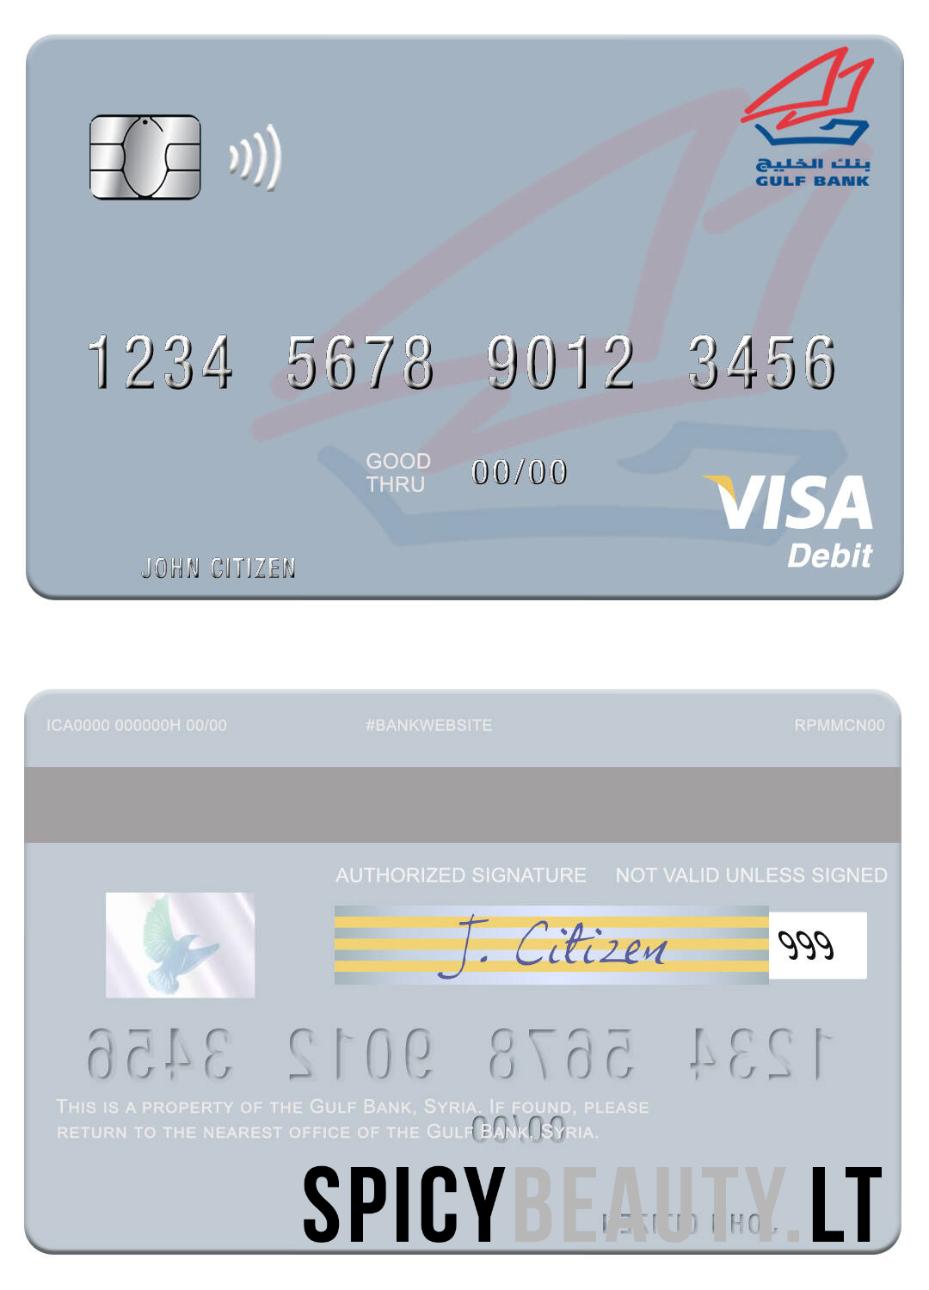 بنك الخليج
GULF BANK
1234 5678 9012 3456
GOOD
THRU
00/00
VISA
Debit
JOHN CITIZEN
ICA0000 000000H 00/00
#BANKWEBSITE
RPMMCN00
AUTHORIZED SIGNATURE
NOT VALID UNLESS SIGNED
J. Citizen
999
1234 5678 9012 3456
THIS IS A PROPERTY OF THE GULF BANK, SYRIA. IF FOUND, PLEASE
RETURN TO THE NEAREST OFFICE OF THE GULF BANK, SYRIA.
00/00
SPICYBEAUTY.LT
JOHN CITIZEN